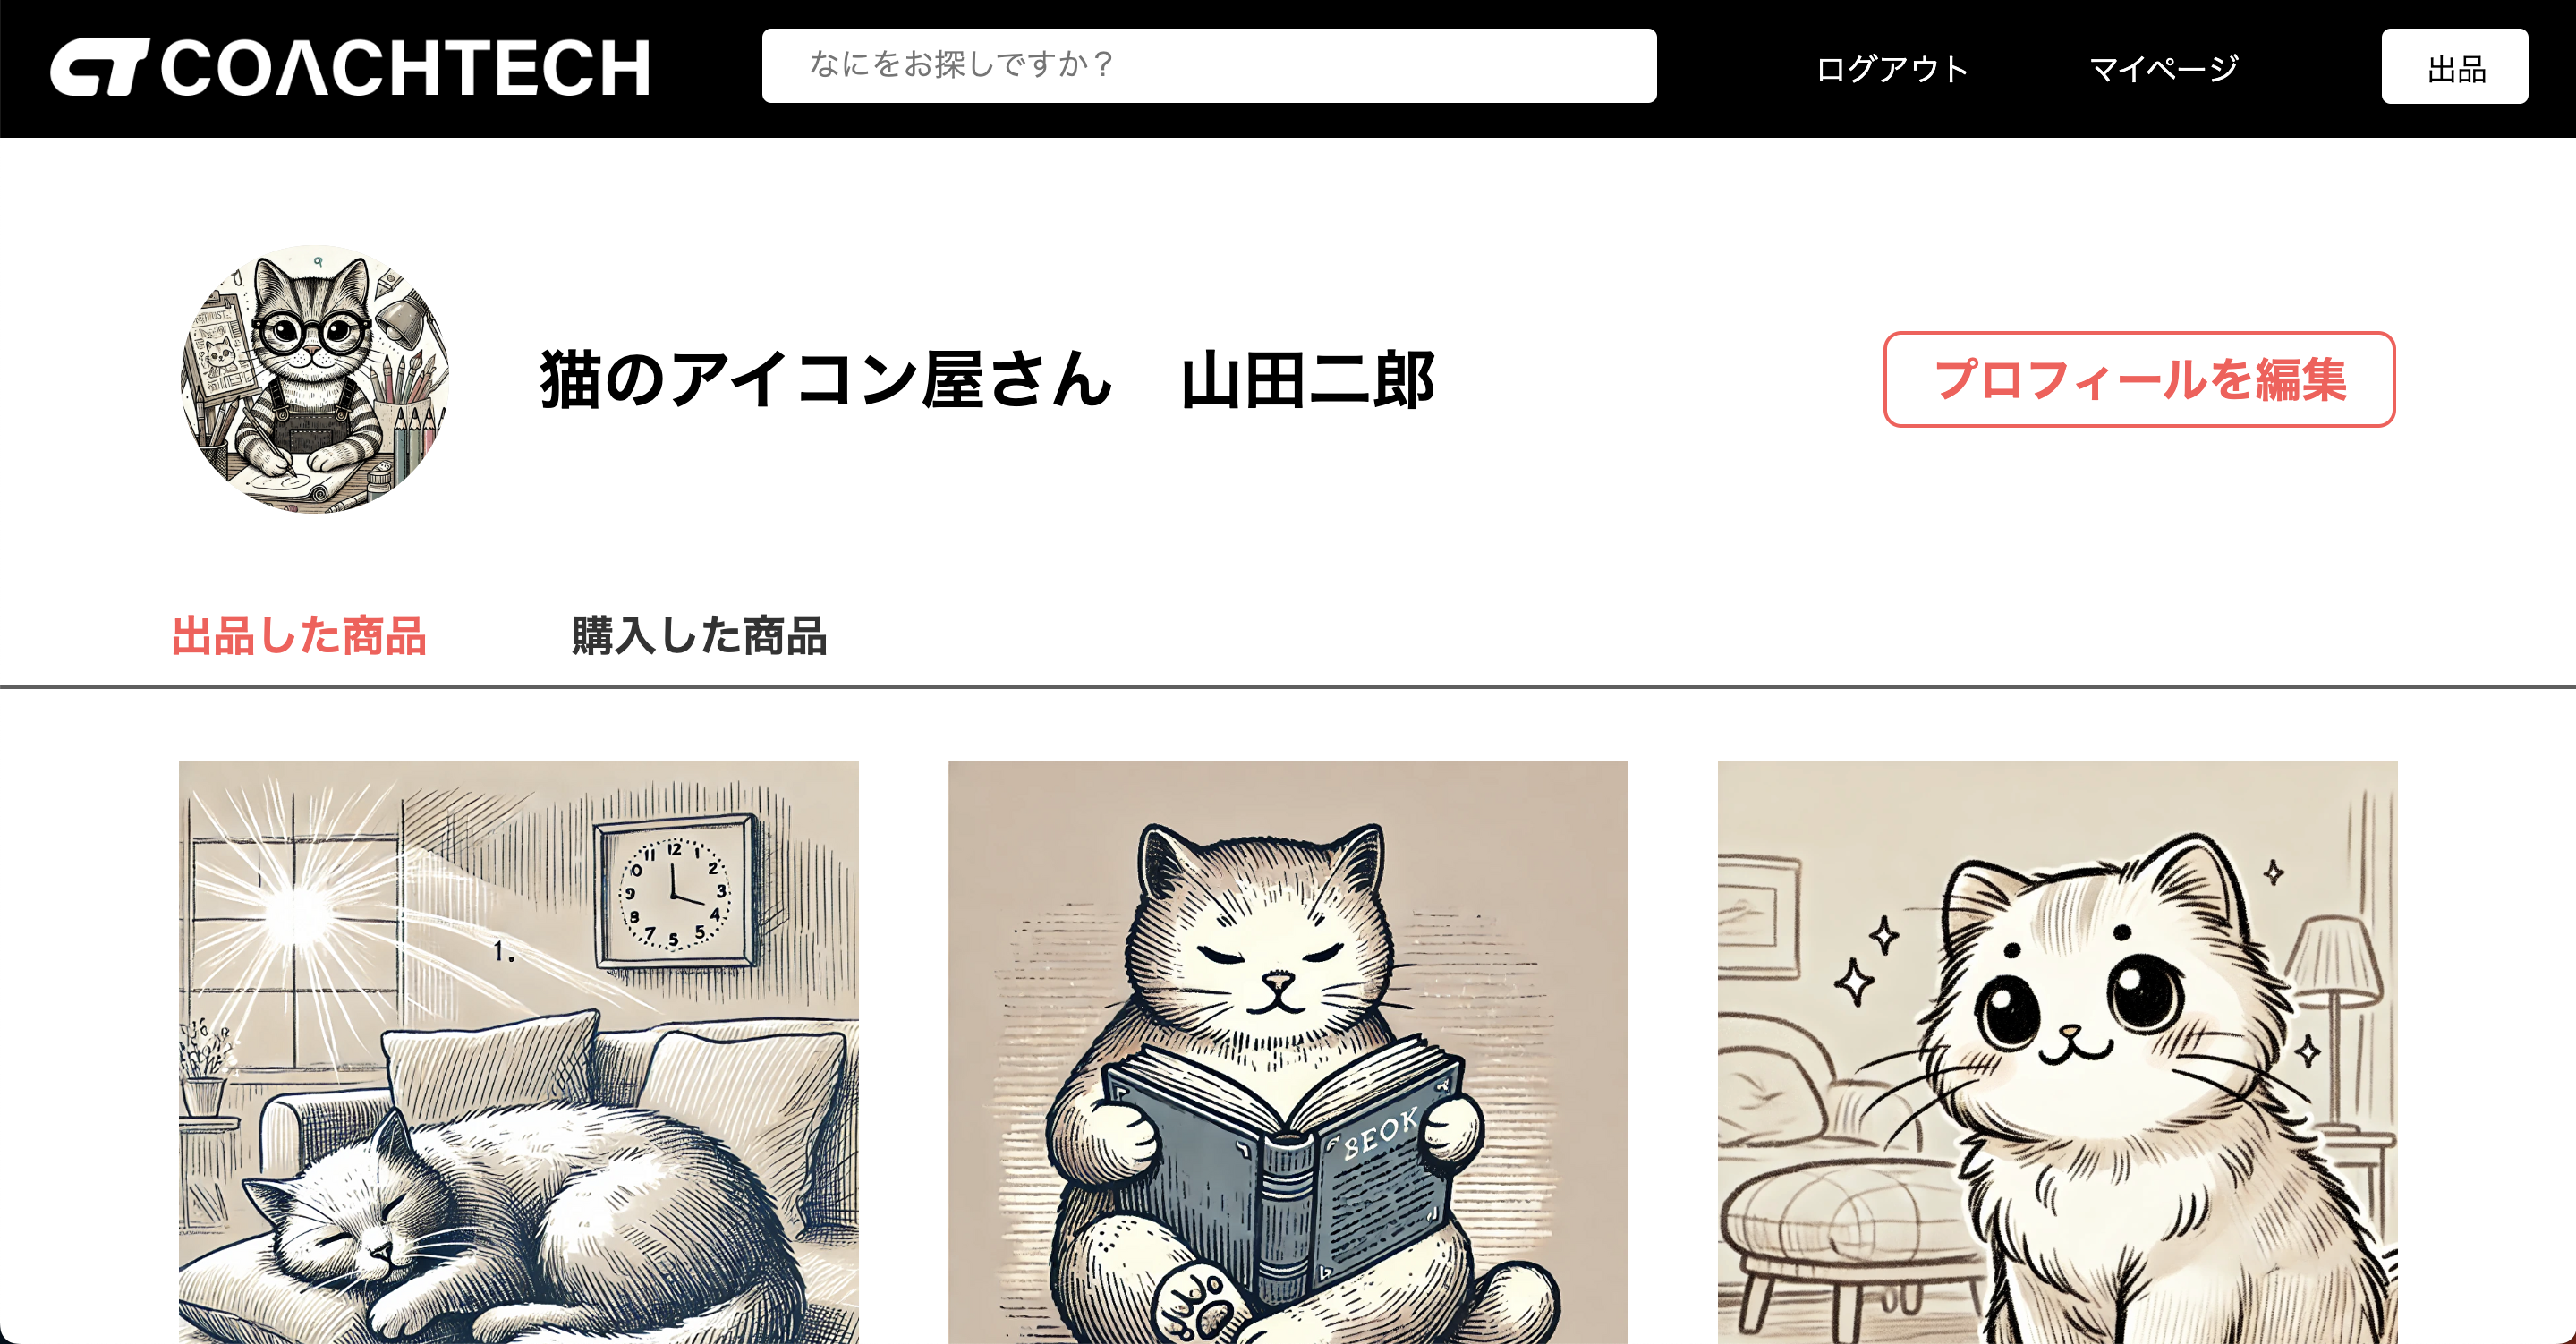 COACHTECH
なにをお探しですか？
ログアウト
マイページ
出品
猫のアイコン屋さん　山田二郎
プロフィールを編集
出品した商品
購入した商品
11 12 1
0 2
9 3
8 4
7 5 5
1.
BEOK